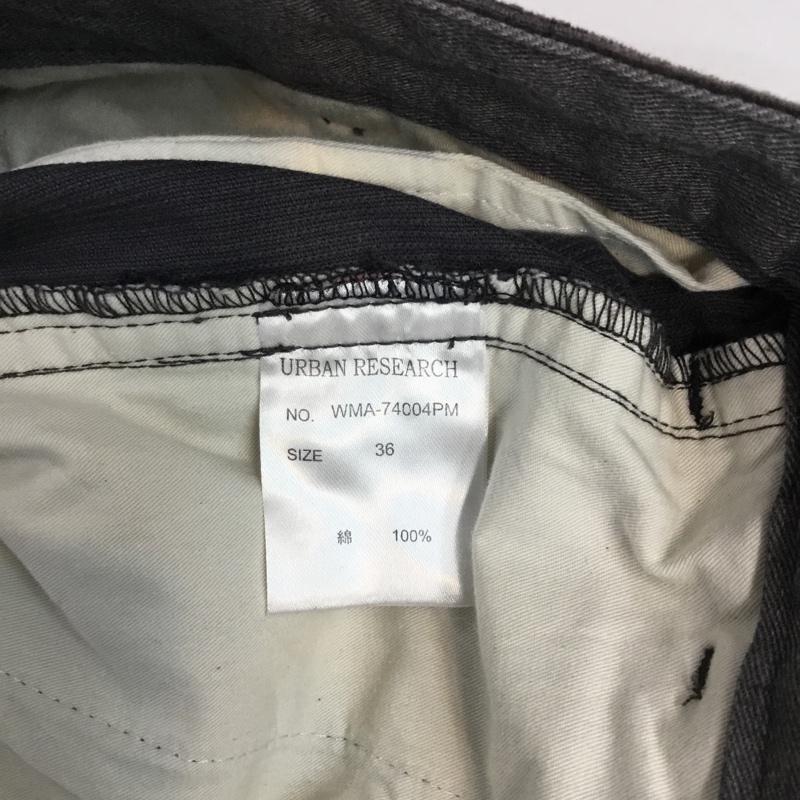 URBAN RESEARCH
NO. WMA-74004PM
SIZE 36
綿 100%